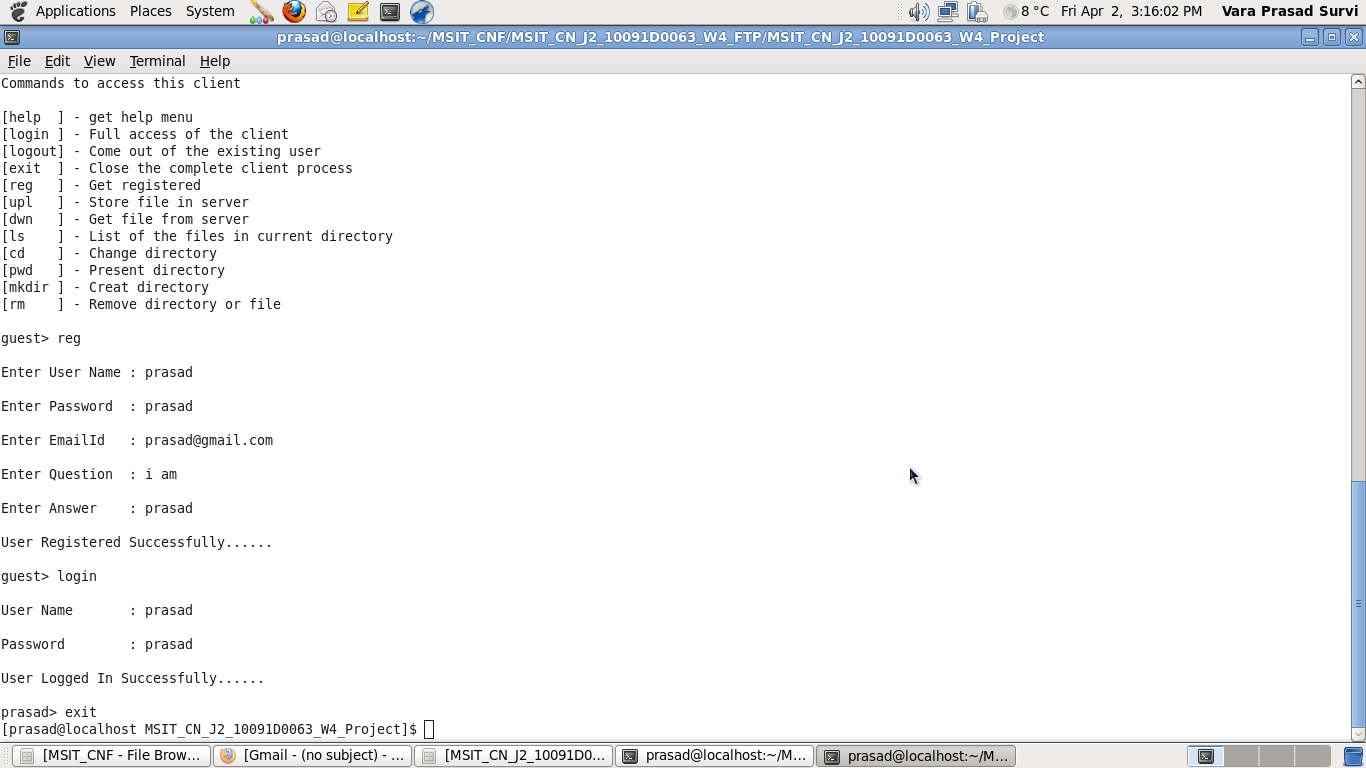 Applications Places System 8 °C Fri Apr 2, 3:16:02 PM Vara Prasad Survi
prasad@localhost:~/MSIT_CNF/MSIT_CN_J2_10091D0063_W4_FTP/MSIT_CN_J2_10091D0063_W4_Project
File Edit View Terminal Help
Commands to access this client
[help  ] - get help menu
[login ] - Full access of the client
[logout] - Come out of the existing user
[exit  ] - Close the complete client process
[reg   ] - Get registered
[upl   ] - Store file in server
[dwn   ] - Get file from server
[ls    ] - List of the files in current directory
[cd    ] - Change directory
[pwd   ] - Present directory
[mkdir ] - Creat directory
[rm    ] - Remove directory or file
guest> reg
Enter User Name : prasad
Enter Password  : prasad
Enter EmailId   : prasad@gmail.com
Enter Question  : i am
Enter Answer    : prasad
User Registered Successfully......
guest> login
User Name       : prasad
Password        : prasad
User Logged In Successfully......
prasad> exit
[prasad@localhost MSIT_CN_J2_10091D0063_W4_Project]$
[MSIT_CNF - File Brow... [Gmail - (no subject) - ... [MSIT_CN_J2_10091D0... prasad@localhost:~/M... prasad@localhost:~/M...